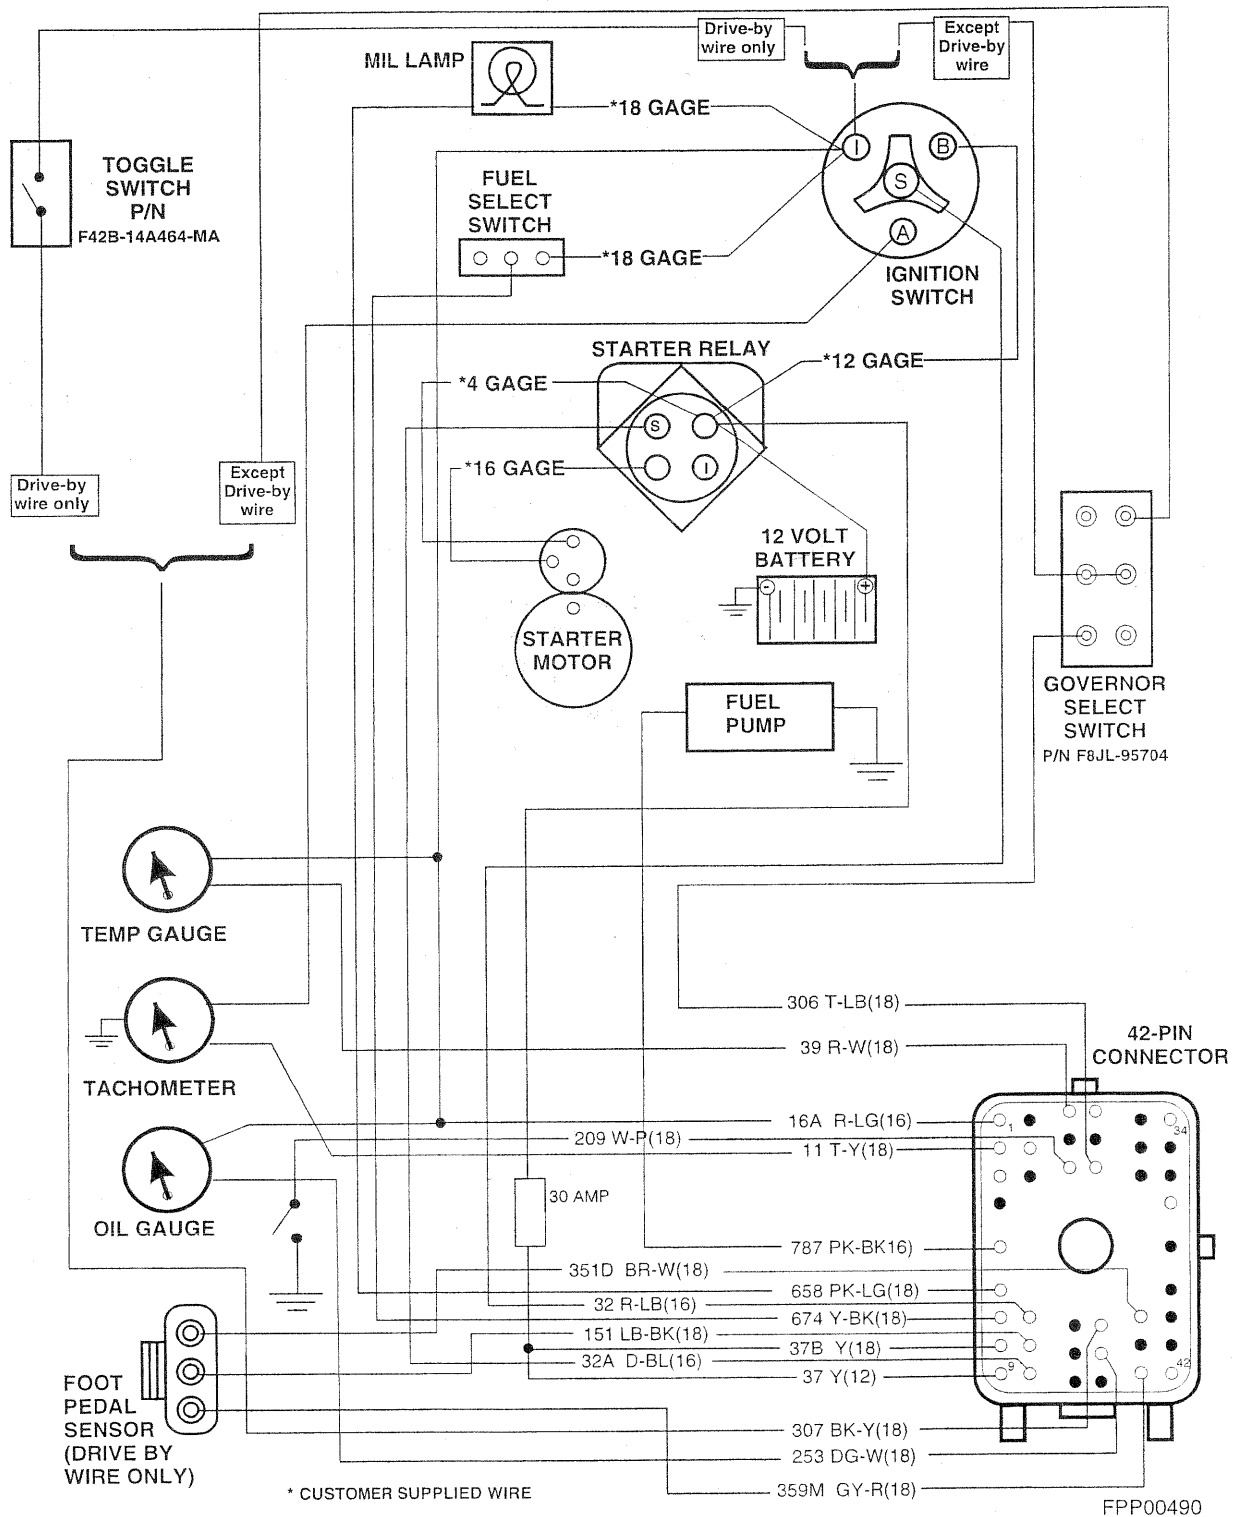 Drive-by
wire only
Except
Drive-by
wire
MIL LAMP
*18 GAGE
I
B
S
A
TOGGLE
SWITCH
P/N
F42B-14A464-MA
FUEL
SELECT
SWITCH
*18 GAGE
IGNITION
SWITCH
STARTER RELAY
*12 GAGE
*4 GAGE
S
*16 GAGE
I
Drive-by
wire only
Except
Drive-by
wire
12 VOLT
BATTERY
-
+
STARTER
MOTOR
FUEL
PUMP
GOVERNOR
SELECT
SWITCH
P/N F8JL-95704
TEMP GAUGE
306 T-LB(18)
39 R-W(18)
42-PIN
CONNECTOR
TACHOMETER
16A R-LG(16)
1
34
209 W-P(18)
11 T-Y(18)
OIL GAUGE
30 AMP
787 PK-BK16)
351D BR-W(18)
658 PK-LG(18)
32 R-LB(16)
674 Y-BK(18)
151 LB-BK(18)
37B Y(18)
32A D-BL(16)
37 Y(12)
9
42
FOOT
PEDAL
SENSOR
(DRIVE BY
WIRE ONLY)
307 BK-Y(18)
253 DG-W(18)
359M GY-R(18)
* CUSTOMER SUPPLIED WIRE
FPP00490